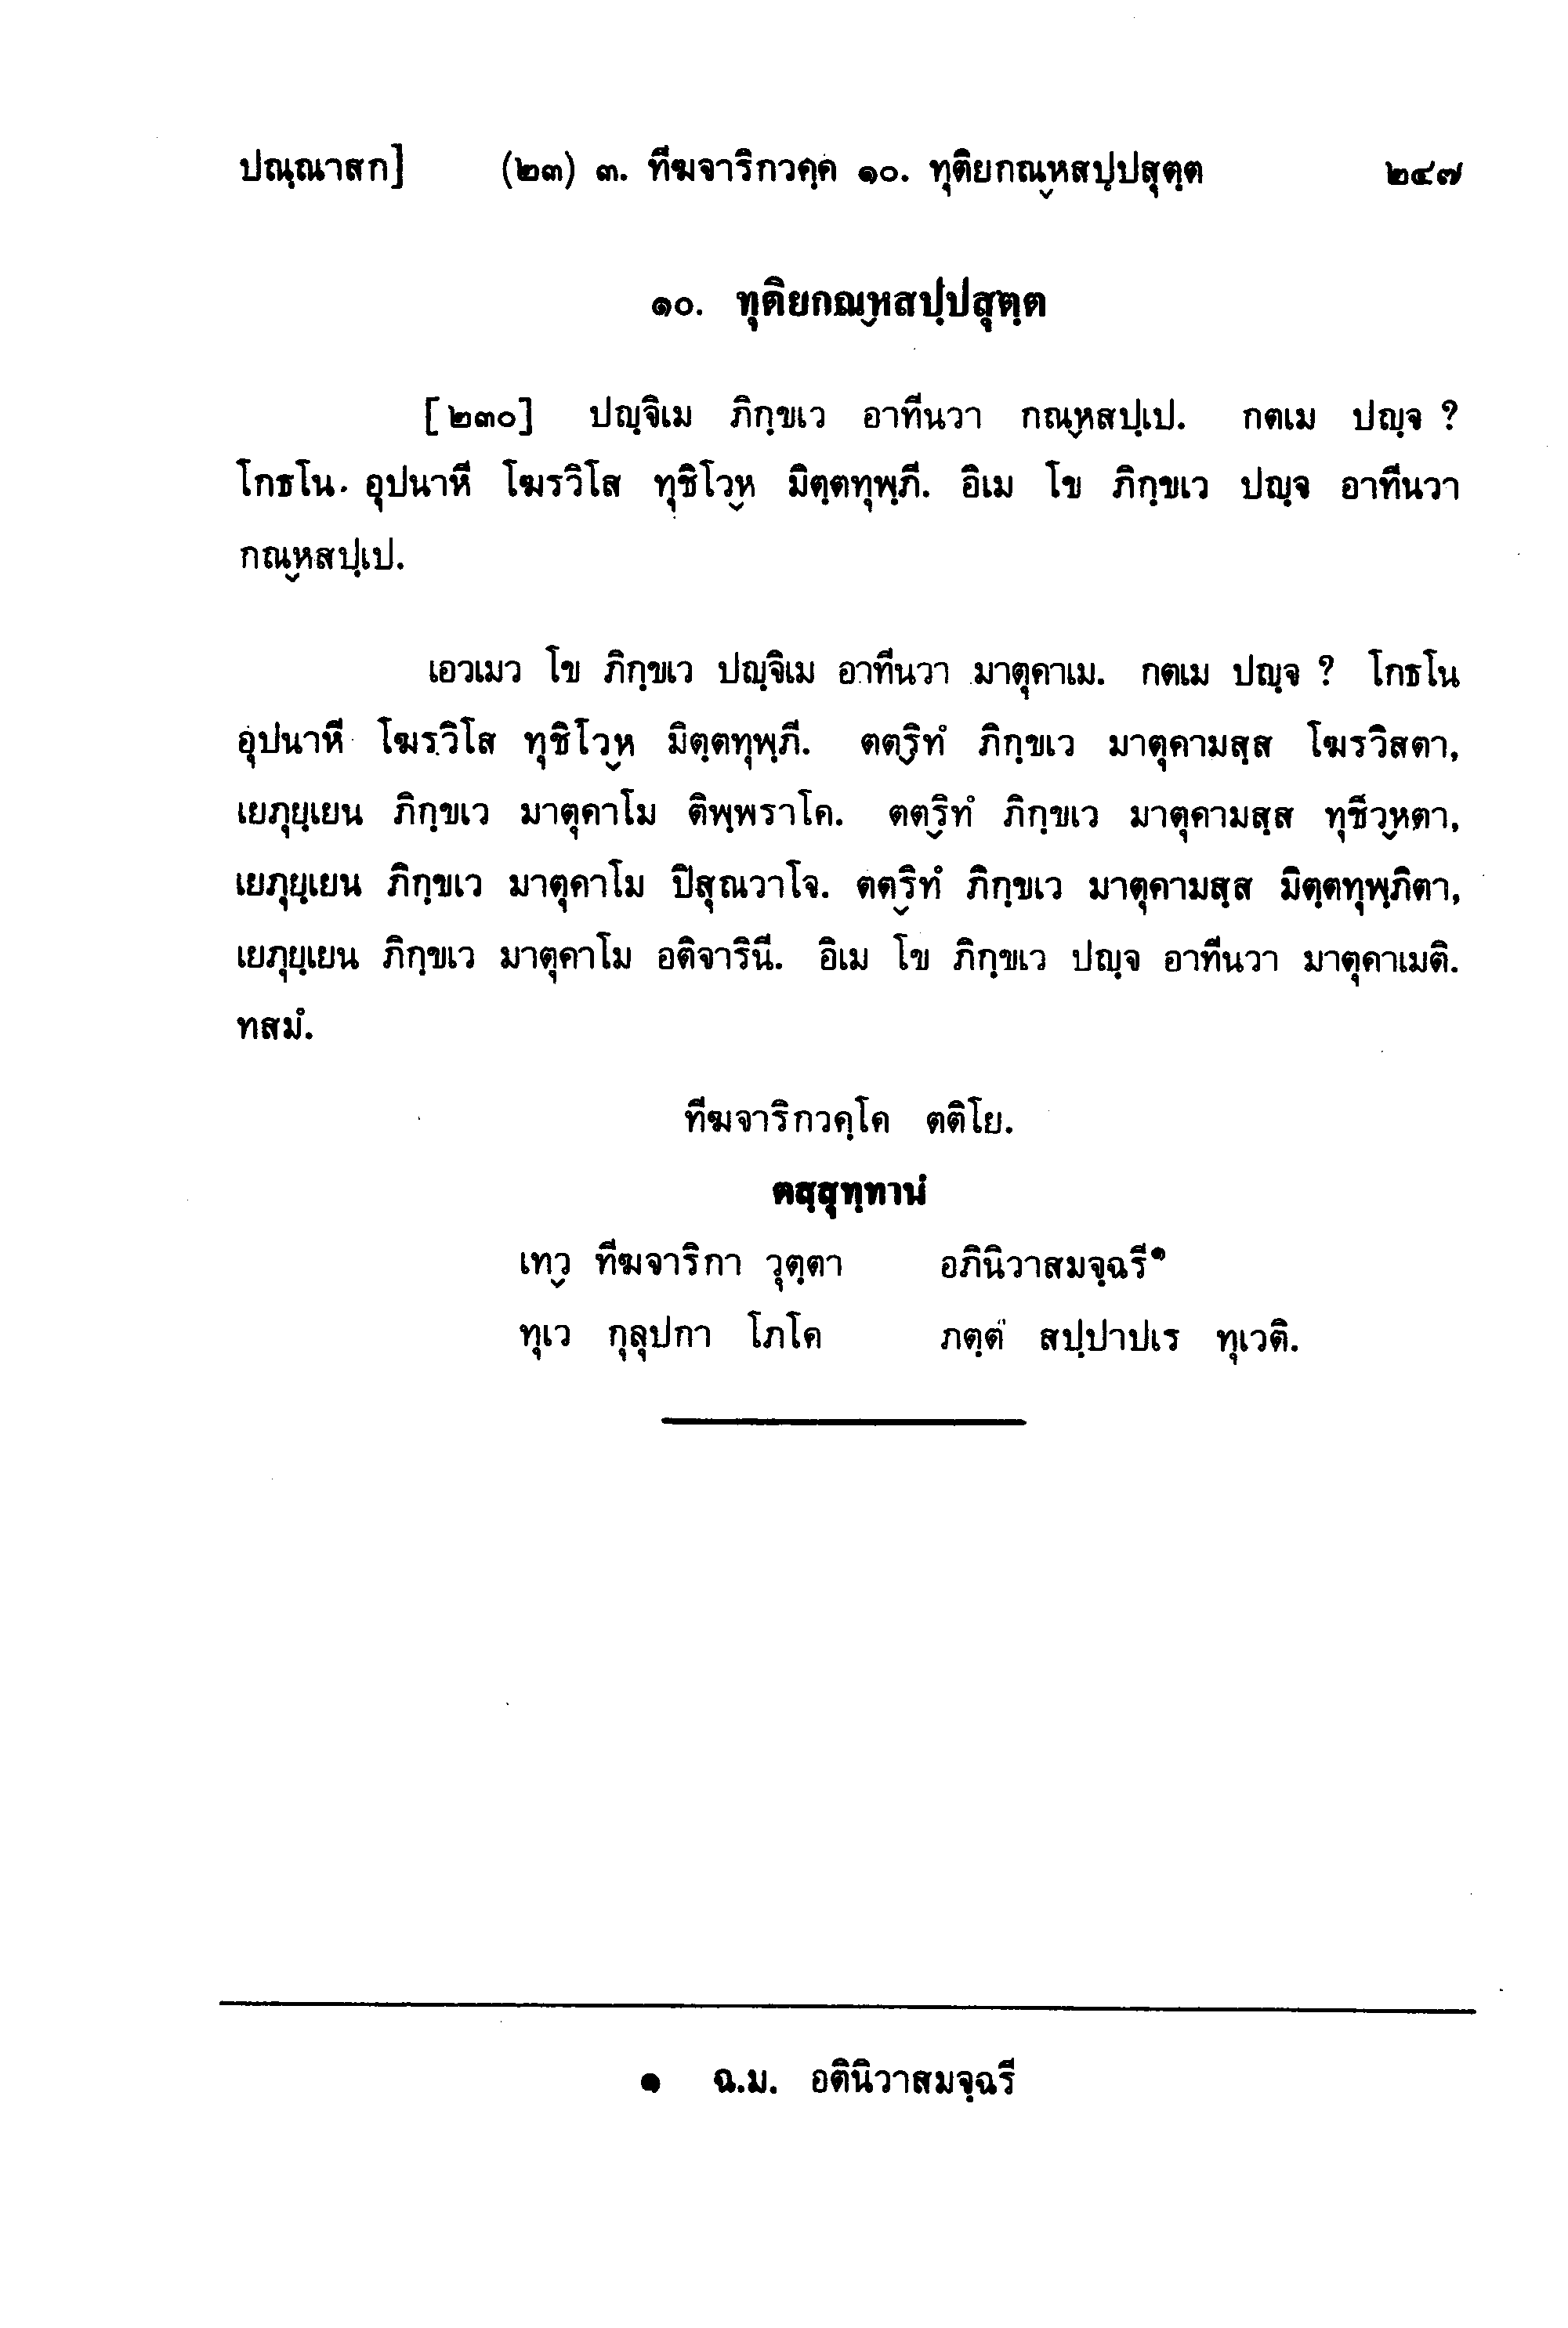 ปณฺณาสก] (๒๓) ๓. ทีฆจาริกวคฺค ๑๐. ทุติยกณฺหสปฺปสุตฺต ๒๔๗
๑๐. ทุติยกณฺหสปฺปสุตฺต
[๒๓๐] ปญฺจิเม ภิกฺขเว อาทีนวา กณฺหสปฺเป. กตเม ปญฺจ ?
โกธโน. อุปนาหี โฆรวิโส ทุชิโวฺห มิตฺตทุพฺภี. อิเม โข ภิกฺขเว ปญฺจ อาทีนวา
กณฺหสปฺเป.
เอวเมว โข ภิกฺขเว ปญฺจิเม อาทีนวา มาตุคาเม. กตเม ปญฺจ ? โกธโน
อุปนาหี โฆรวิโส ทุชิโวฺห มิตฺตทุพฺภี. ตตฺริทํ ภิกฺขเว มาตุคามสฺส โฆรวิสตา,
เยภุยฺเยน ภิกฺขเว มาตุคาโม ติพฺพราโค. ตตฺริทํ ภิกฺขเว มาตุคามสฺส ทุชีวฺหตา,
เยภุยฺเยน ภิกฺขเว มาตุคาโม ปิสุณวาโจ. ตตฺริทํ ภิกฺขเว มาตุคามสฺส มิตฺตทุพฺภิตา,
เยภุยฺเยน ภิกฺขเว มาตุคาโม อติจารินี. อิเม โข ภิกฺขเว ปญฺจ อาทีนวา มาตุคาเมติ.
ทสมํ.
ทีฆจาริกวคฺโค ตติโย.
ตสฺสุทฺทานํ
เทฺว ทีฆจาริกา วุตฺตา อภินิวาสมจฺฉรี๑
ทุเว กุลุปกา โภโค ภตฺตํ สปฺปาปเร ทุเวติ.
๑ ฉ.ม. อตินิวาสมจฺฉรี